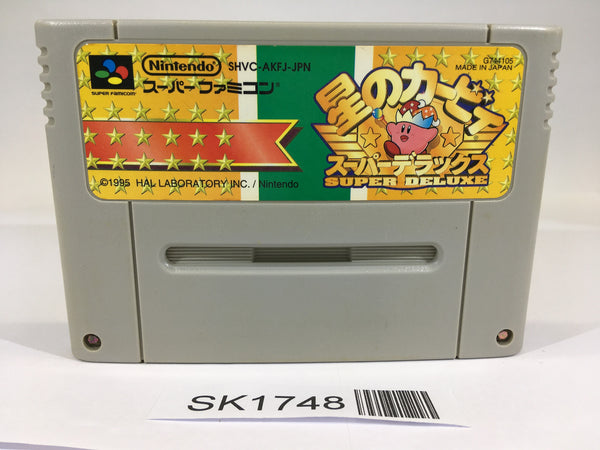 SUPER FAMICOM
Nintendo
SHVC-AKFJ-JPN
スーパーファミコン
G744105
MADE IN JAPAN
星のカービィ
スーパーデラックス
SUPER DELUXE
©1995 HAL LABORATORY INC. / Nintendo
SK1748